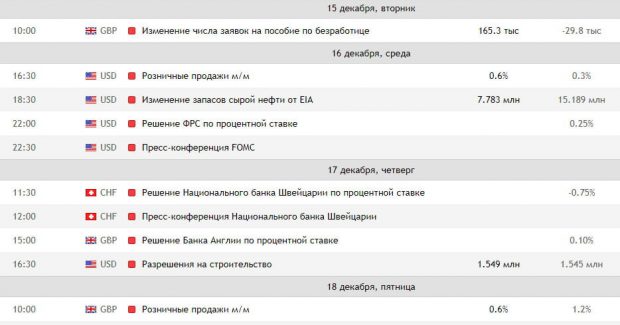 15 декабря, вторник
10:00 GBP Изменение числа заявок на пособие по безработице 165.3 тыс -29.8 тыс
16 декабря, среда
16:30 USD Розничные продажи м/м 0.6% 0.3%
18:30 USD Изменение запасов сырой нефти от EIA 7.783 млн 15.189 млн
22:00 USD Решение ФРС по процентной ставке 0.25%
22:30 USD Пресс-конференция FOMC
17 декабря, четверг
11:30 CHF Решение Национального банка Швейцарии по процентной ставке -0.75%
12:00 CHF Пресс-конференция Национального банка Швейцарии
15:00 GBP Решение Банка Англии по процентной ставке 0.10%
16:30 USD Разрешения на строительство 1.549 млн 1.545 млн
18 декабря, пятница
10:00 GBP Розничные продажи м/м 0.6% 1.2%